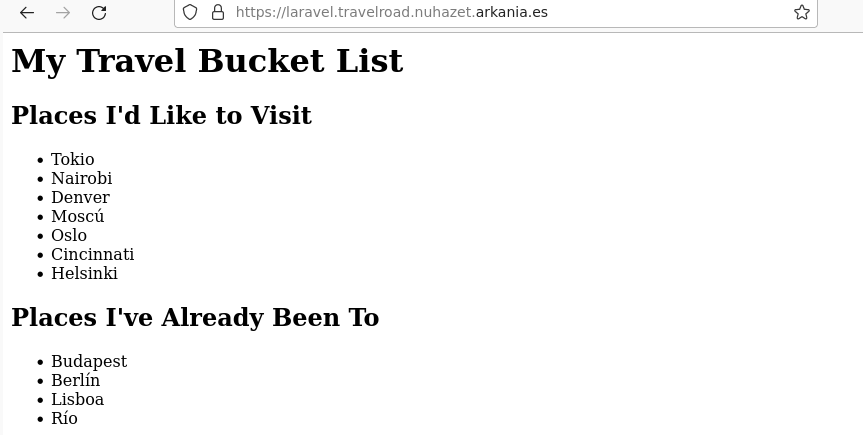 https://laravel.travelroad.nuhazet.arkania.es
My Travel Bucket List
Places I'd Like to Visit
• Tokio
• Nairobi
• Denver
• Moscú
• Oslo
• Cincinnati
• Helsinki
Places I've Already Been To
• Budapest
• Berlín
• Lisboa
• Río